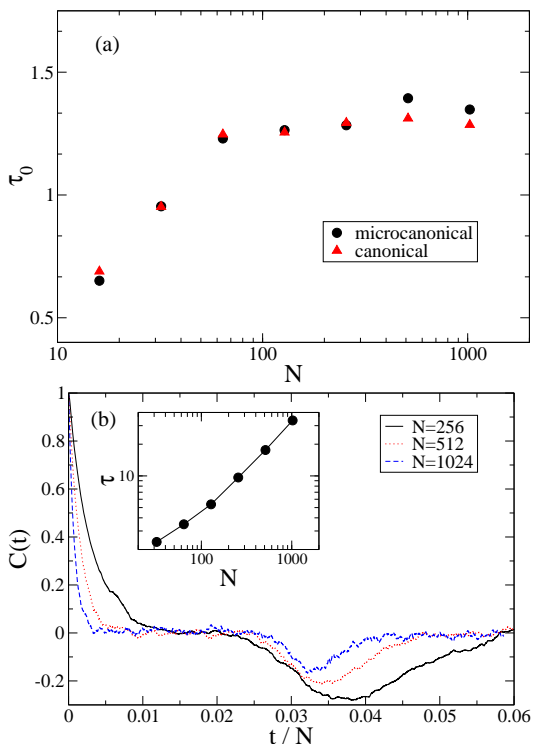 (a)
1.5
1
0.5
τ0
microcanonical
canonical
10
100
1000
N
(b)
1
0.8
0.6
0.4
0.2
0
-0.2
C(t)
N=256
N=512
N=1024
τ
10
100
1000
N
0
0.01
0.02
0.03
0.04
0.05
0.06
t / N